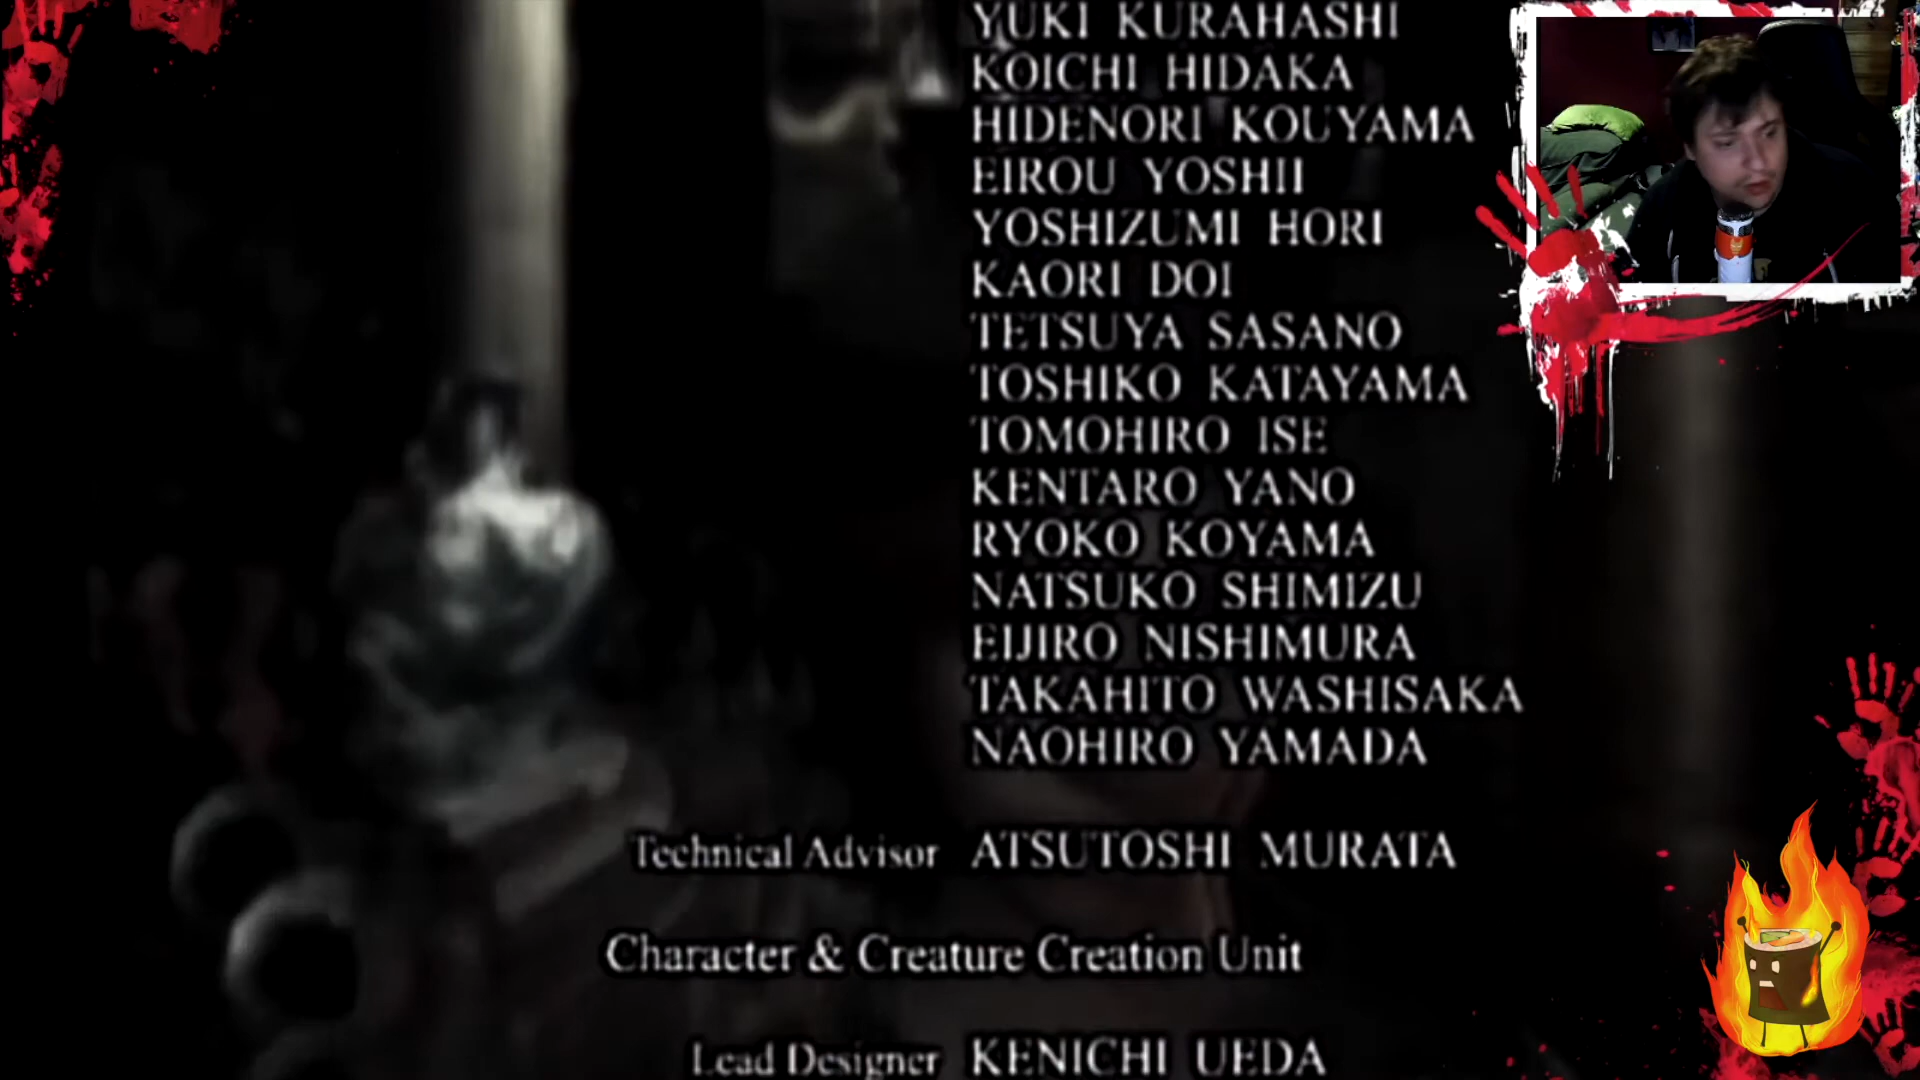 YUKI KURAHASHI
KOICHI HIDAKA
HIDENORI KOUYAMA
EIROU YOSHII
YOSHIZUMI HORI
KAORI DOI
TETSUYA SASANO
TOSHIKO KATAYAMA
TOMOHIRO ISE
KENTARO YANO
RYOKO KOYAMA
NATSUKO SHIMIZU
EIJIRO NISHIMURA
TAKAHITO WASHISAKA
NAOHIRO YAMADA
Technical Advisor ATSUTOSHI MURATA
Character & Creature Creation Unit
Lead Designer KENICHI UEDA